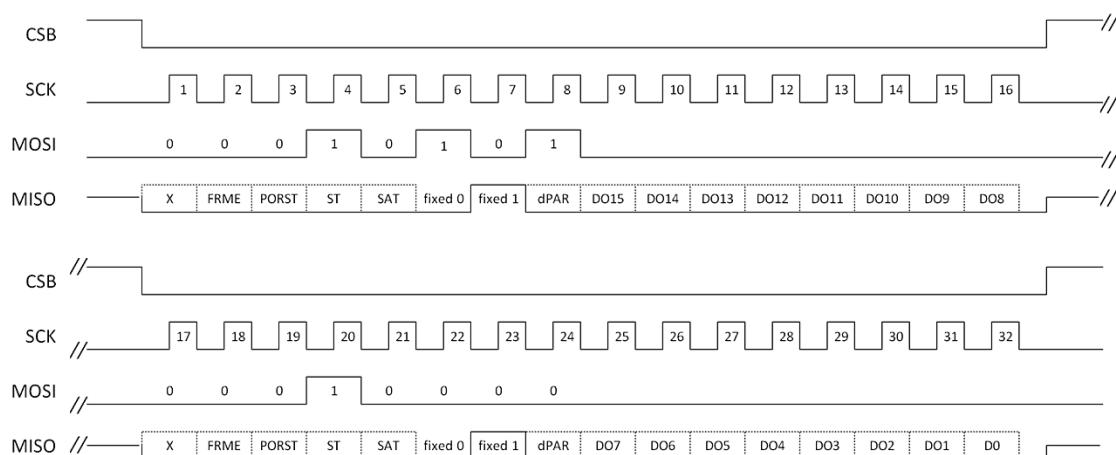 CSB
SCK 1 2 3 4 5 6 7 8 9 10 11 12 13 14 15 16
MOSI 0 0 0 1 0 1 0 1
MISO X FRME PORST ST SAT fixed 0 fixed 1 dPAR DO15 DO14 DO13 DO12 DO11 DO10 DO9 DO8
CSB
SCK 17 18 19 20 21 22 23 24 25 26 27 28 29 30 31 32
MOSI 0 0 0 1 0 0 0 0
MISO X FRME PORST ST SAT fixed 0 fixed 1 dPAR DO7 DO6 DO5 DO4 DO3 DO2 DO1 D0